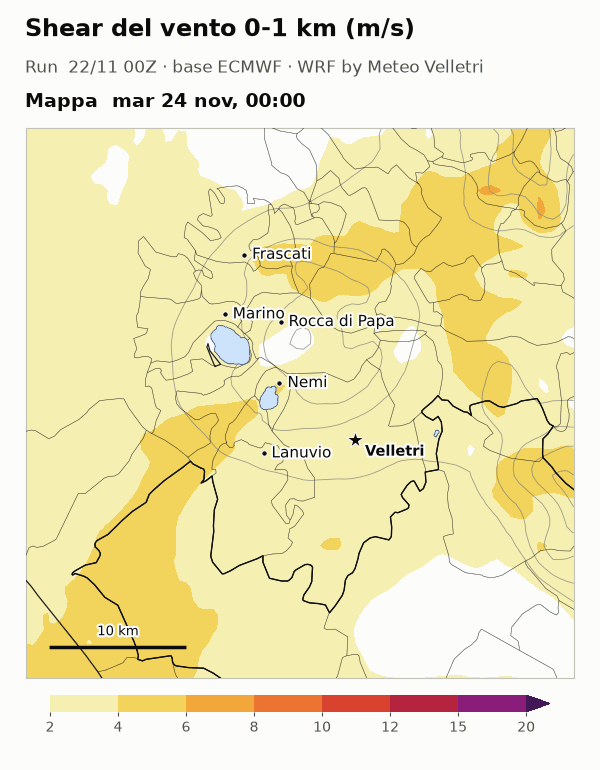 Shear del vento 0-1 km (m/s)
Run  22/11 00Z · base ECMWF · WRF by Meteo Velletri
Mappa  mar 24 nov, 00:00
Frascati
Marino
Rocca di Papa
Nemi
Velletri
Lanuvio
10 km
2 4 6 8 10 12 15 20